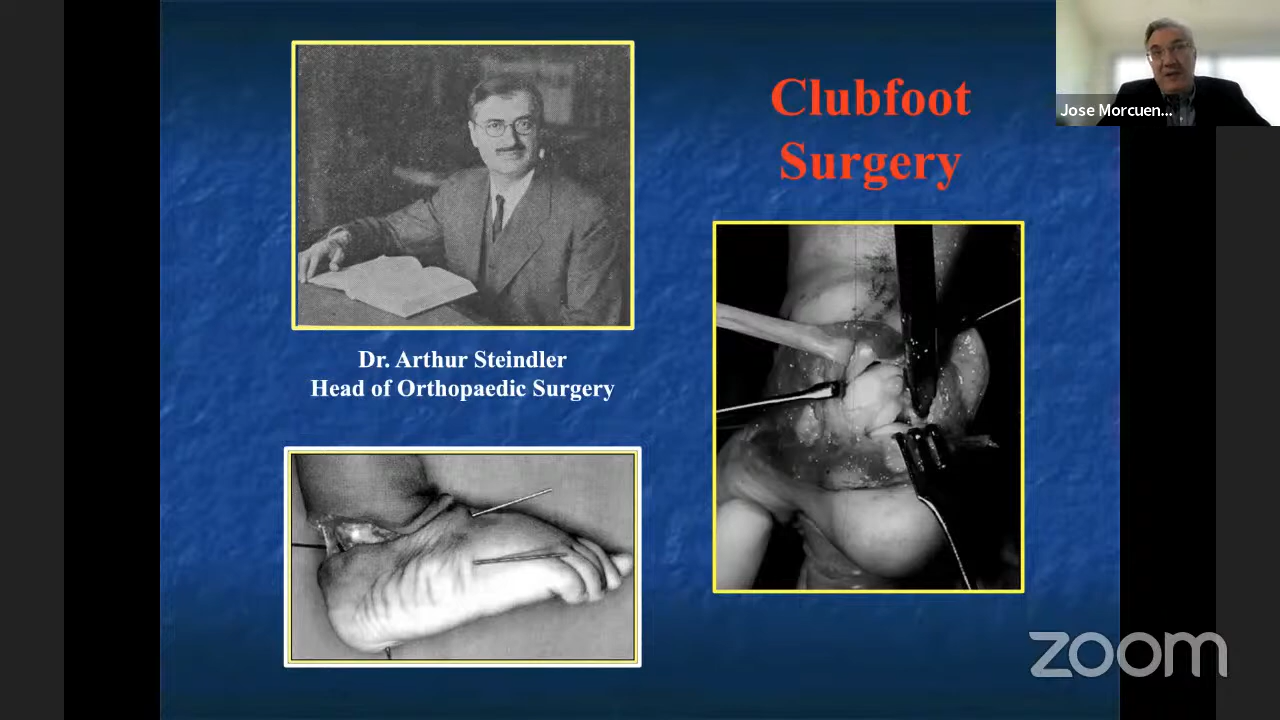 Clubfoot
Surgery
Jose Morcuen...
Dr. Arthur Steindler
Head of Orthopaedic Surgery
zoom